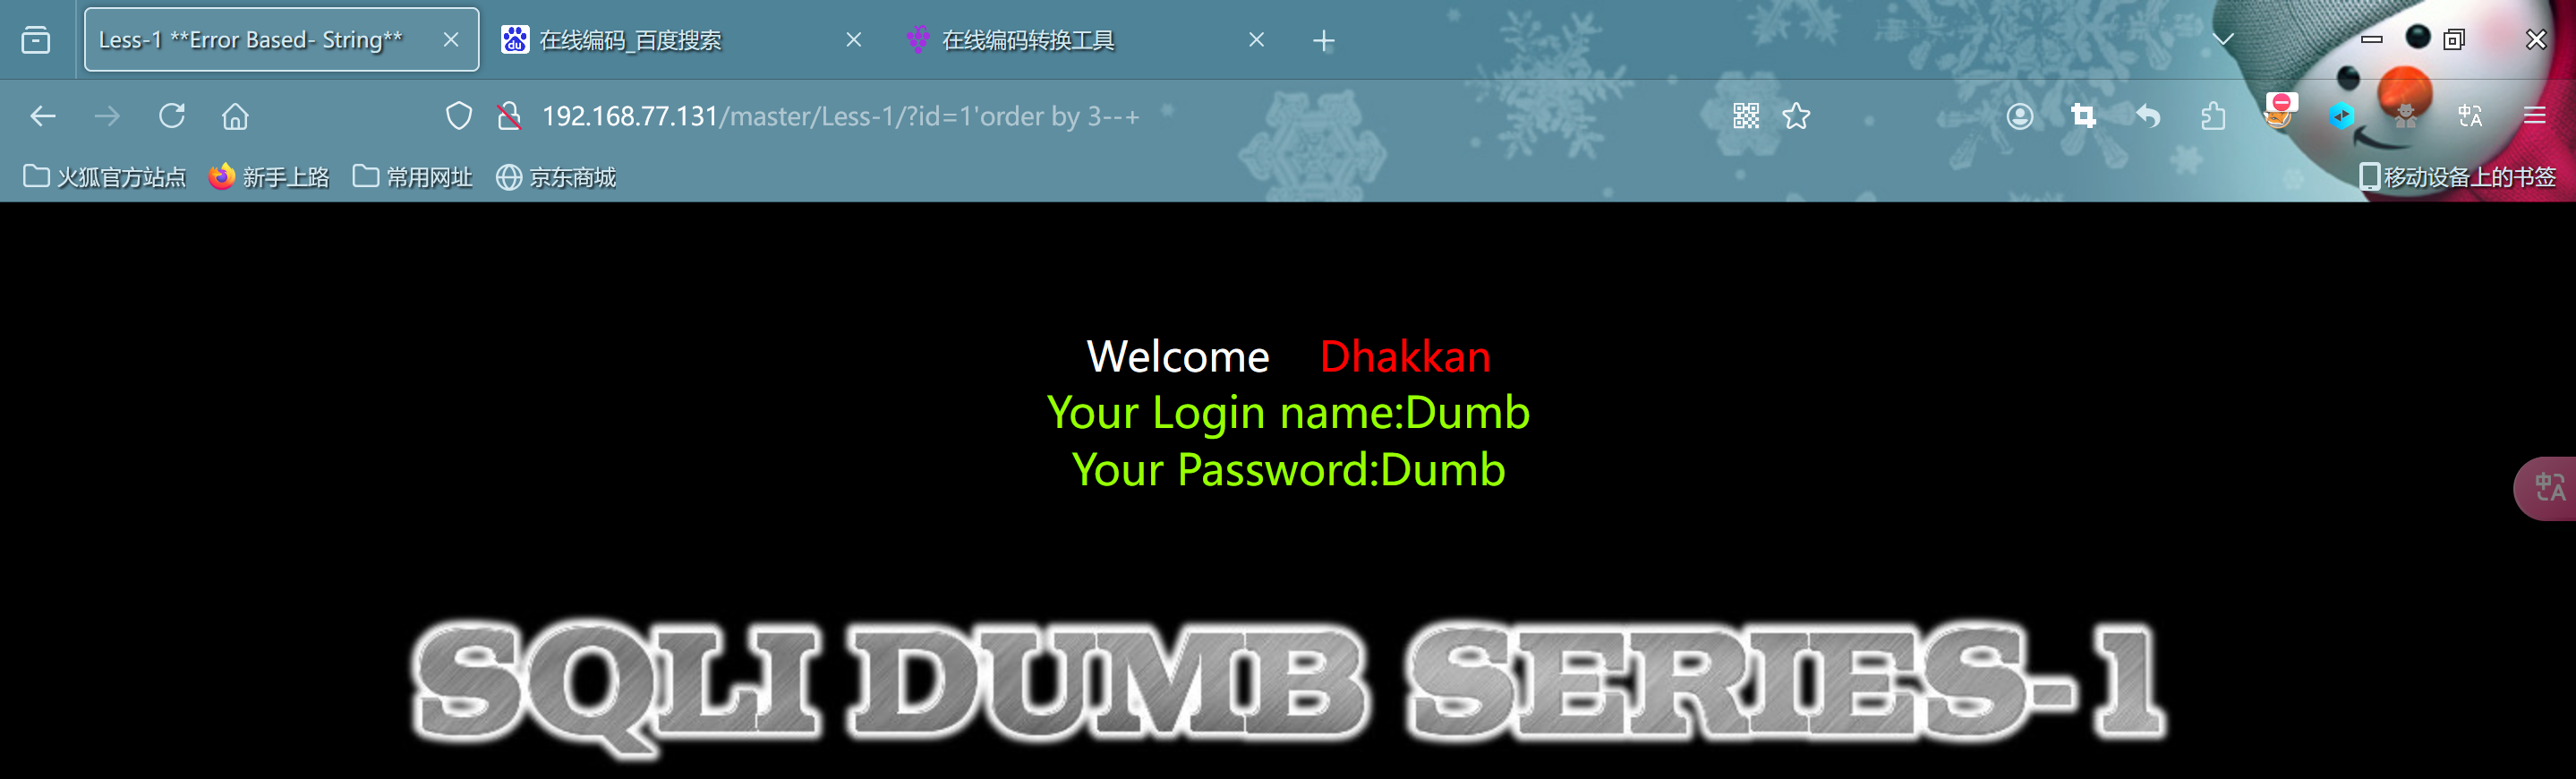 Less-1 **Error Based- String**
在线编码_百度搜索
在线编码转换工具
192.168.77.131/master/Less-1/?id=1'order by 3--+
火狐官方站点
新手上路
常用网址
京东商城
移动设备上的书签
Welcome Dhakkan
Your Login name:Dumb
Your Password:Dumb
SQLI DUMB SERIES-1